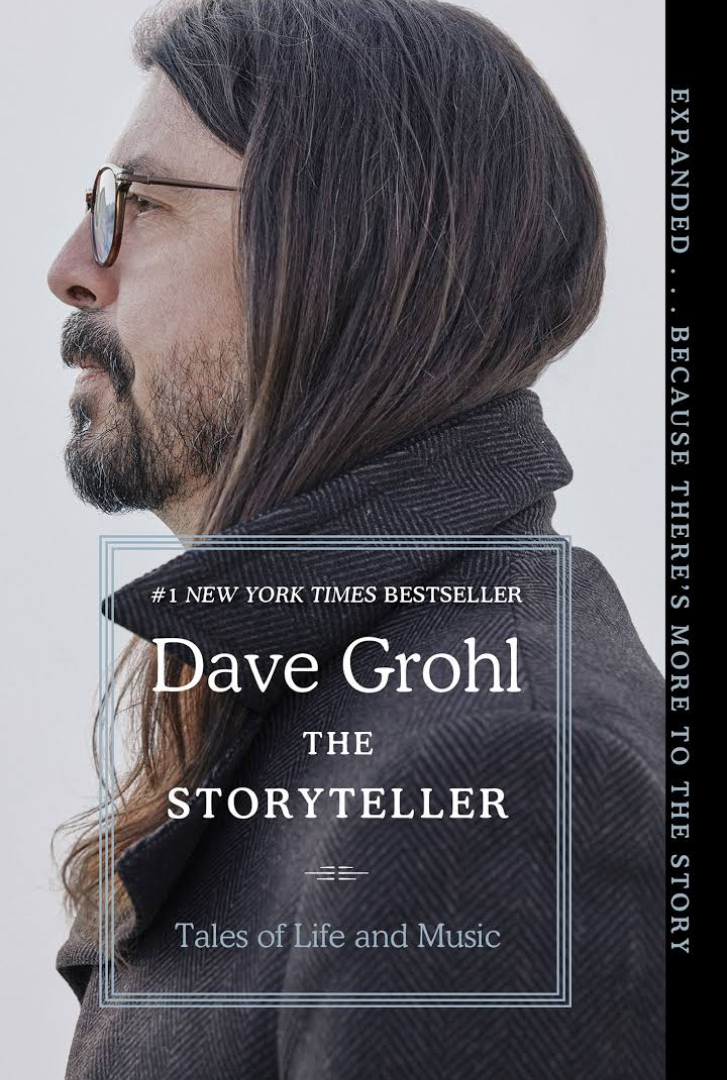 #1 NEW YORK TIMES BESTSELLER
Dave Grohl
THE
STORYTELLER
Tales of Life and Music
EXPANDED . . . BECAUSE THERE'S MORE TO THE STORY